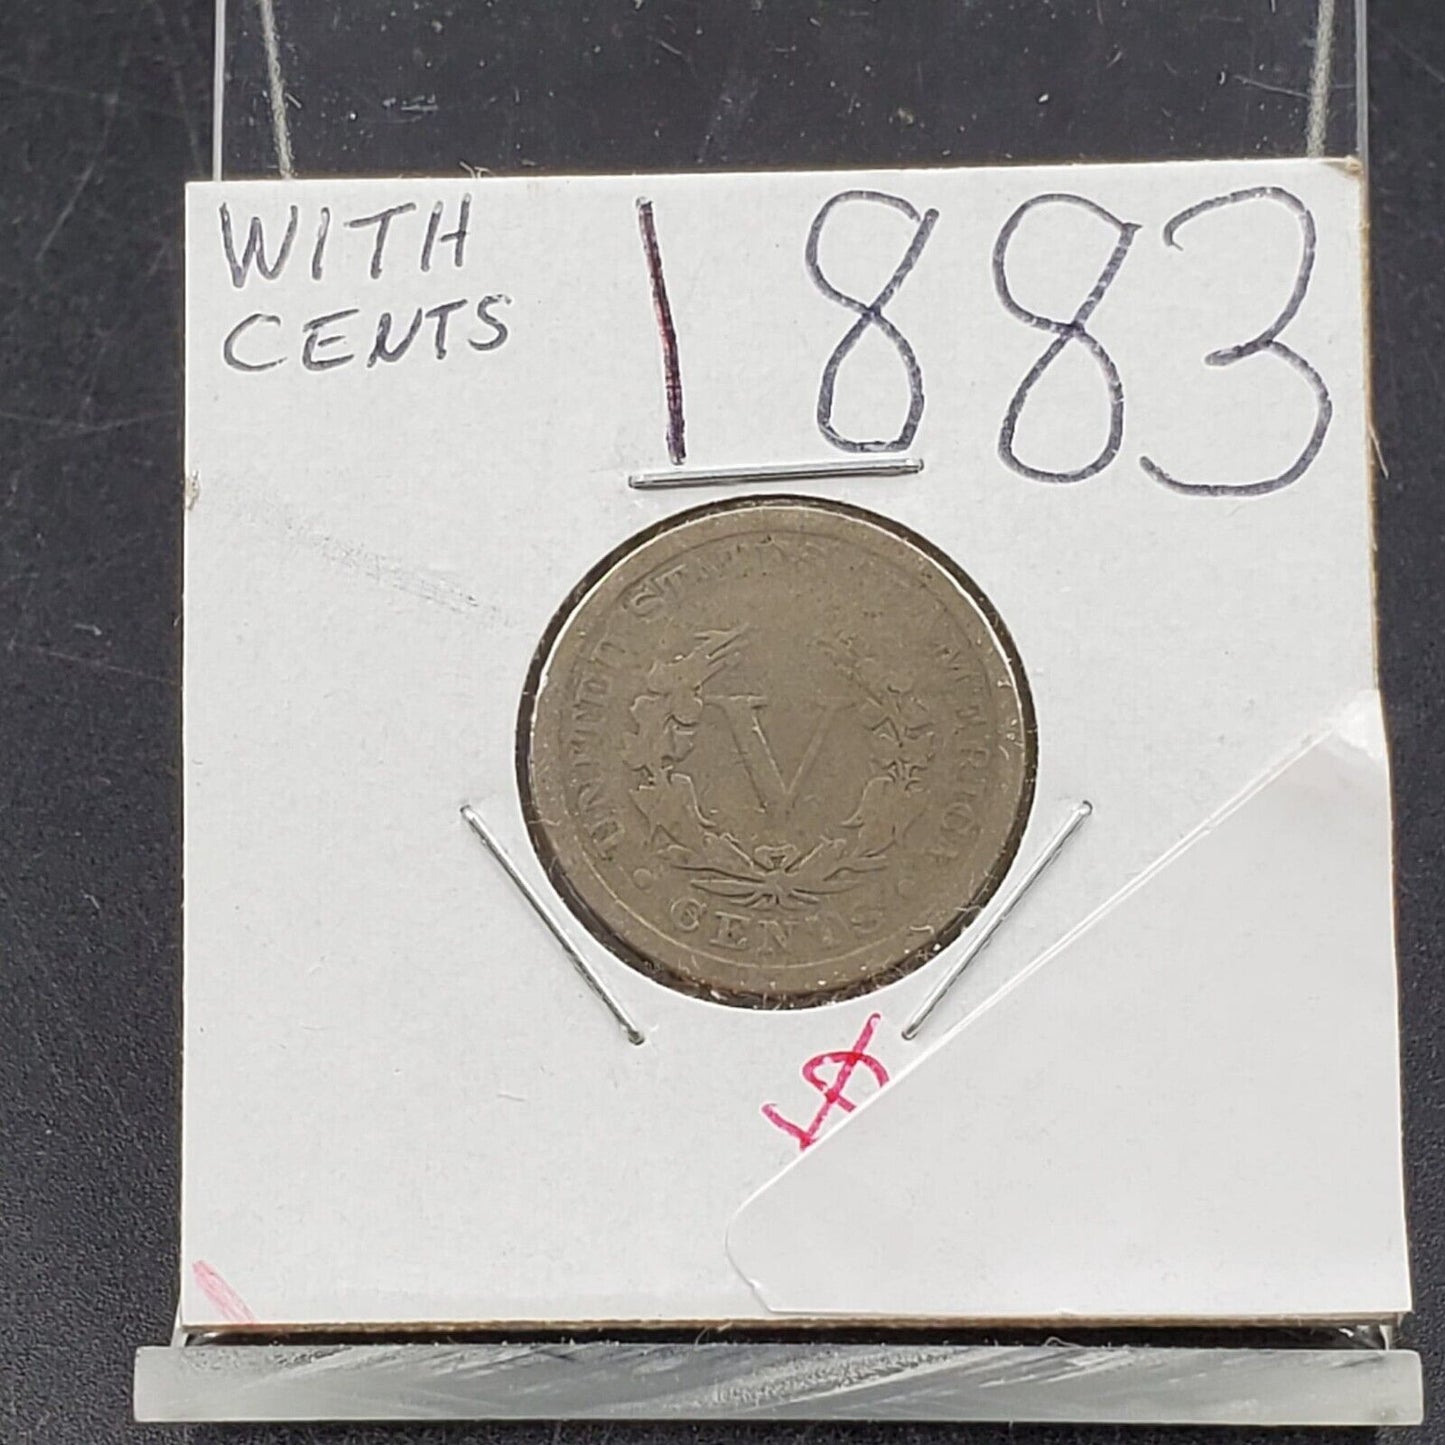 WITH 1883
CENTS
UNITED STATES OF AMERICA
V
CENTS